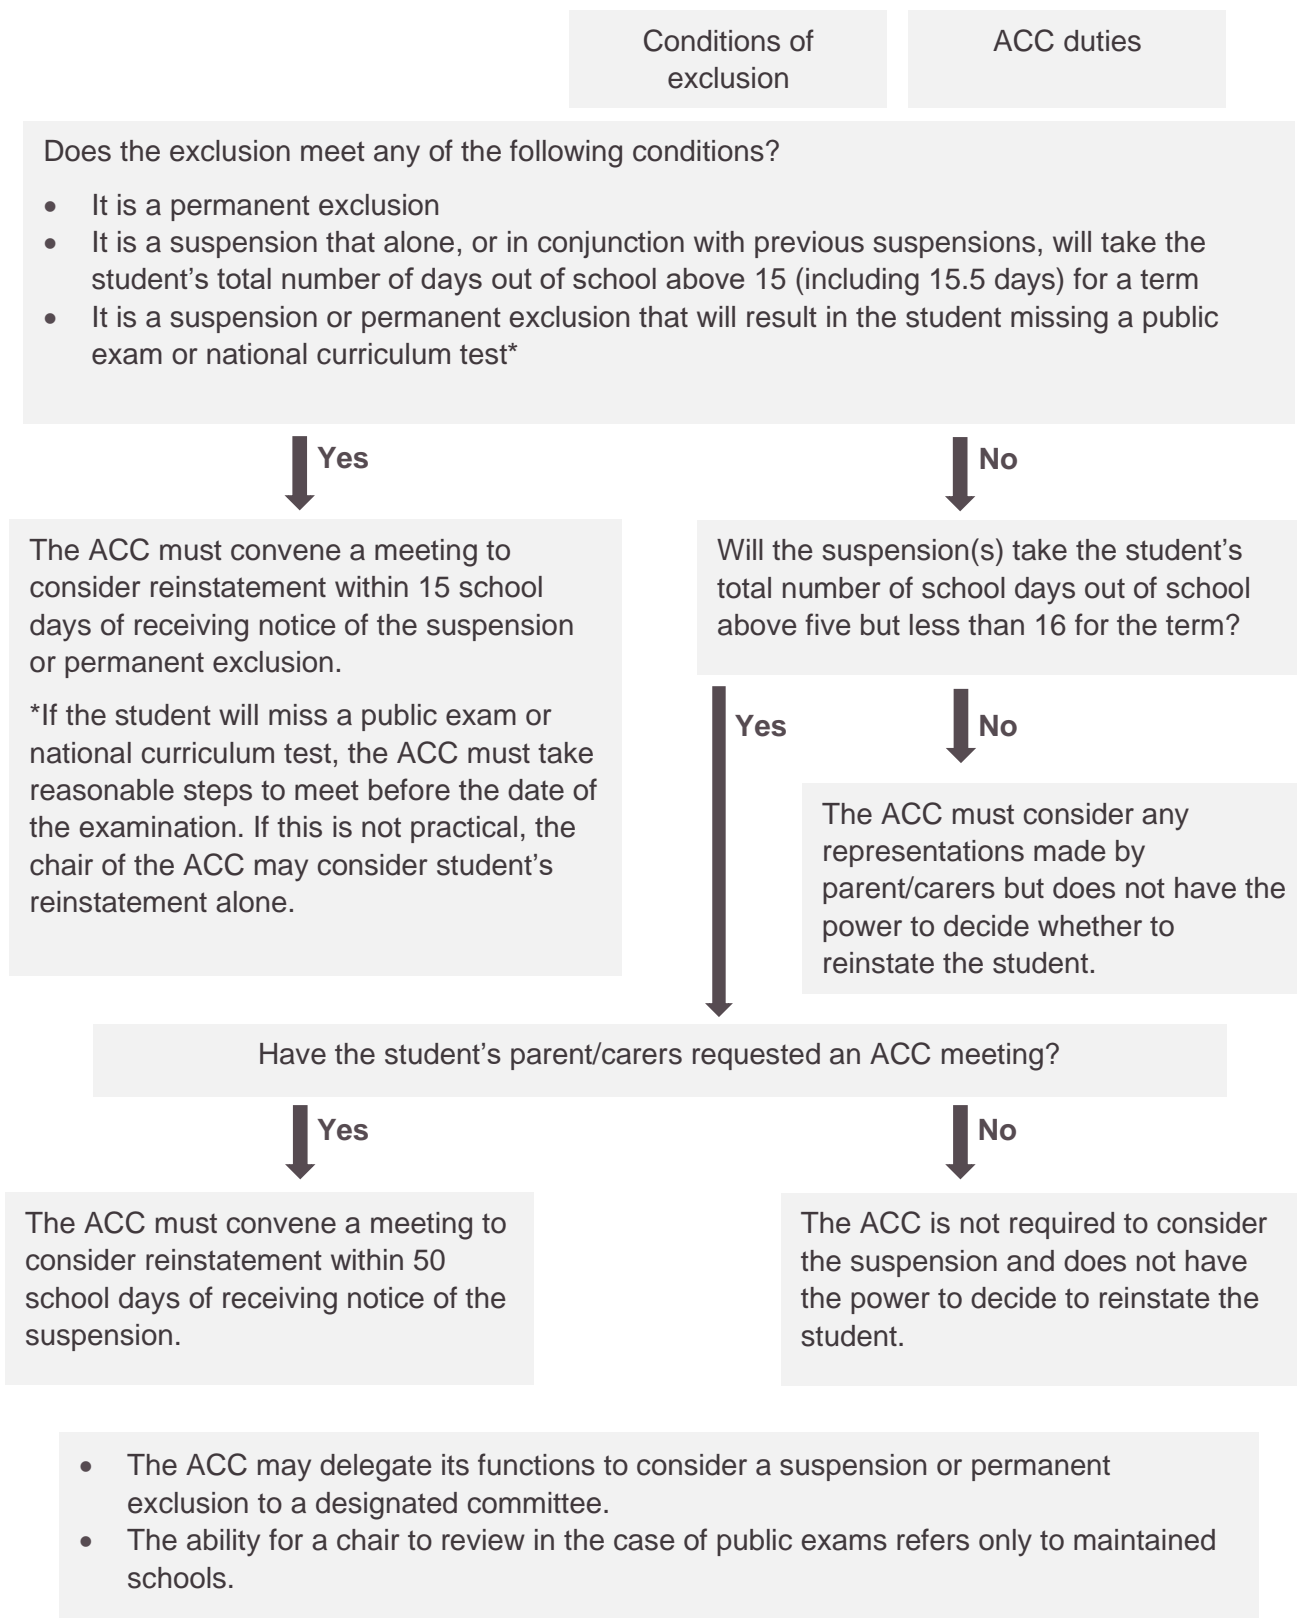 Conditions of
exclusion
ACC duties
Does the exclusion meet any of the following conditions?
• It is a permanent exclusion
• It is a suspension that alone, or in conjunction with previous suspensions, will take the
student’s total number of days out of school above 15 (including 15.5 days) for a term
• It is a suspension or permanent exclusion that will result in the student missing a public
exam or national curriculum test*
Yes
No
The ACC must convene a meeting to
consider reinstatement within 15 school
days of receiving notice of the suspension
or permanent exclusion.
*If the student will miss a public exam or
national curriculum test, the ACC must take
reasonable steps to meet before the date of
the examination. If this is not practical, the
chair of the ACC may consider student’s
reinstatement alone.
Will the suspension(s) take the student’s
total number of school days out of school
above five but less than 16 for the term?
Yes
No
The ACC must consider any
representations made by
parent/carers but does not have the
power to decide whether to
reinstate the student.
Have the student’s parent/carers requested an ACC meeting?
Yes
No
The ACC must convene a meeting to
consider reinstatement within 50
school days of receiving notice of the
suspension.
The ACC is not required to consider
the suspension and does not have
the power to decide to reinstate the
student.
• The ACC may delegate its functions to consider a suspension or permanent
exclusion to a designated committee.
• The ability for a chair to review in the case of public exams refers only to maintained
schools.